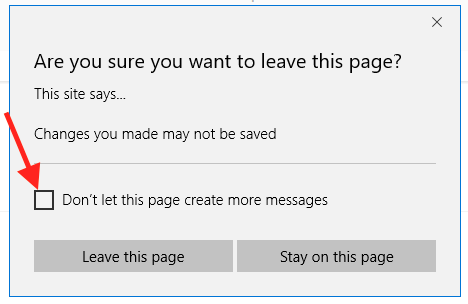 Are you sure you want to leave this page?
This site says...
Changes you made may not be saved
Don't let this page create more messages
Leave this page
Stay on this page